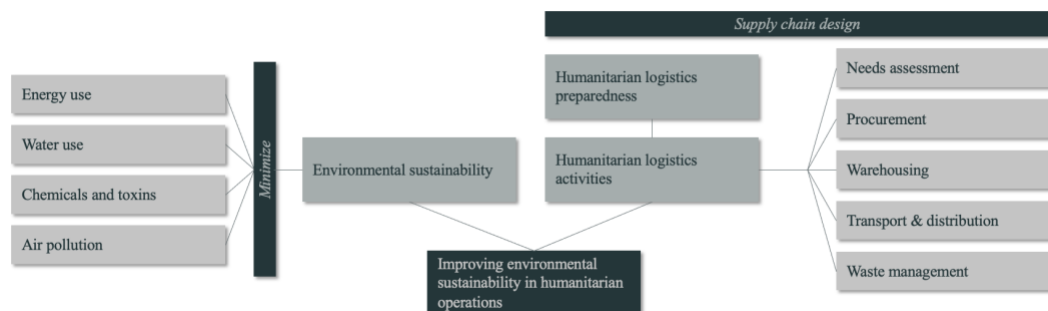 Supply chain design
Energy use
Water use
Chemicals and toxins
Air pollution
Minimize
Environmental sustainability
Humanitarian logistics
preparedness
Humanitarian logistics
activities
Needs assessment
Procurement
Warehousing
Transport & distribution
Waste management
Improving environmental
sustainability in humanitarian
operations